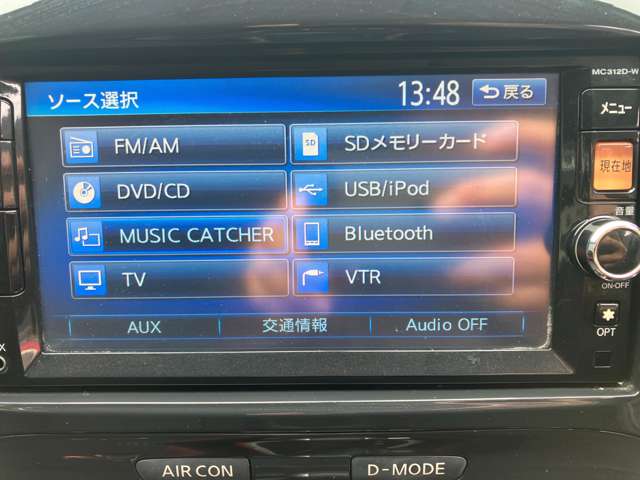 MC312D-W
ソース選択
13:48
戻る
メニュー
FM/AM
SDメモリーカード
SD
現在地
DVD/CD
USB/iPod
音量
MUSIC CATCHER
Bluetooth
TV
VTR
ON·OFF
AUX
交通情報
Audio OFF
OPT
AIR CON
D-MODE